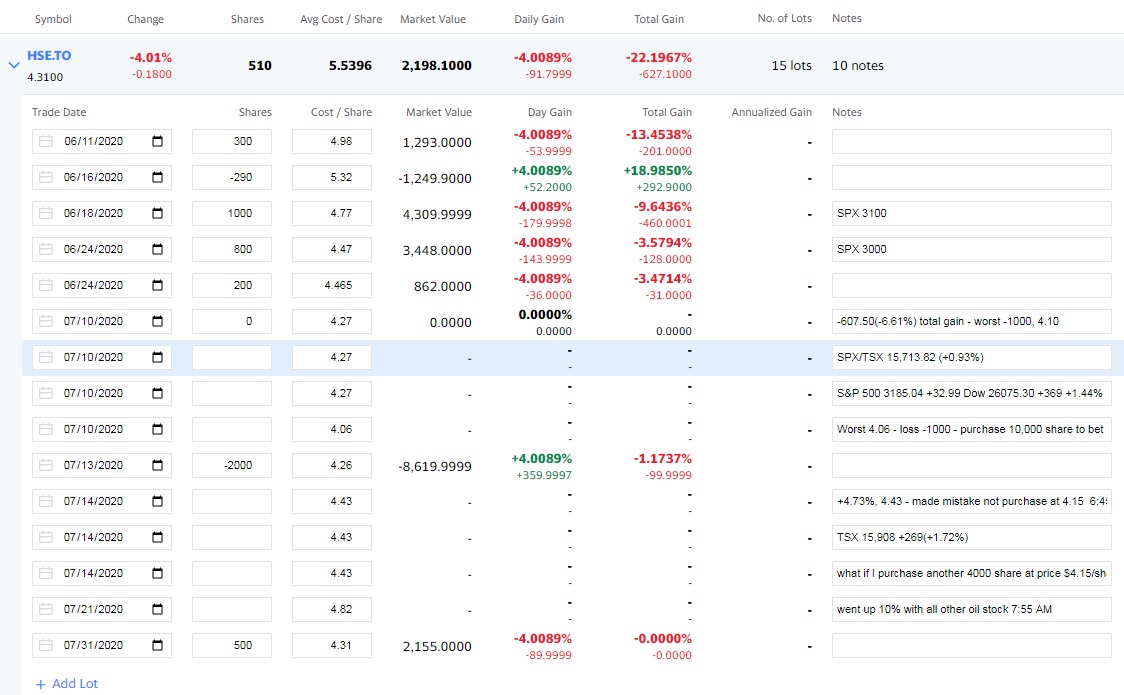 Symbol Change Shares Avg Cost / Share Market Value Daily Gain Total Gain No. of Lots Notes
HSE.TO -4.01% 510 5.5396 2,198.1000 -4.0089% -22.1967% 15 lots 10 notes
4.3100 -0.1800 -91.7999 -627.1000
Trade Date Shares Cost / Share Market Value Day Gain Total Gain Annualized Gain Notes
06/11/2020 300 4.98 1,293.0000 -4.0089% -13.4538% -
-53.9999 -201.0000
06/16/2020 -290 5.32 -1,249.9000 +4.0089% +18.9850% -
+52.2000 +292.9000
06/18/2020 1000 4.77 4,309.9999 -4.0089% -9.6436% - SPX 3100
-179.9998 -460.0001
06/24/2020 800 4.47 3,448.0000 -4.0089% -3.5794% - SPX 3000
-143.9999 -128.0000
06/24/2020 200 4.465 862.0000 -4.0089% -3.4714% -
-36.0000 -31.0000
07/10/2020 0 4.27 0.0000 0.0000% - - -607.50(-6.61%) total gain - worst -1000, 4.10
0.0000 0.0000
07/10/2020 4.27 - - - - SPX/TSX 15,713.82 (+0.93%)
- -
07/10/2020 4.27 - - - - S&P 500 3185.04 +32.99 Dow 26075.30 +369 +1.44%
- -
07/10/2020 4.06 - - - - Worst 4.06 - loss -1000 - purchase 10,000 share to bet
- -
07/13/2020 -2000 4.26 -8,619.9999 +4.0089% -1.1737% -
+359.9997 -99.9999
07/14/2020 4.43 - - - - +4.73%, 4.43 - made mistake not purchase at 4.15 6:4
- -
07/14/2020 4.43 - - - - TSX 15,908 +269(+1.72%)
- -
07/14/2020 4.43 - - - - what if I purchase another 4000 share at price $4.15/sh
- -
07/21/2020 4.82 - - - - went up 10% with all other oil stock 7:55 AM
- -
07/31/2020 500 4.31 2,155.0000 -4.0089% -0.0000% -
-89.9999 -0.0000
+ Add Lot